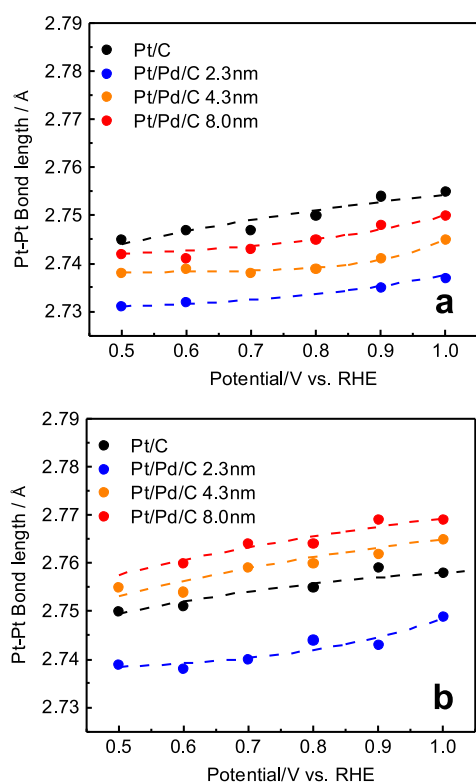 2.79
2.78
2.77
2.76
2.75
2.74
2.73
Pt-Pt Bond length / Å
Pt/C
Pt/Pd/C 2.3nm
Pt/Pd/C 4.3nm
Pt/Pd/C 8.0nm
a
0.5 0.6 0.7 0.8 0.9 1.0
Potential/V vs. RHE
2.79
2.78
2.77
2.76
2.75
2.74
2.73
Pt-Pt Bond length / Å
Pt/C
Pt/Pd/C 2.3nm
Pt/Pd/C 4.3nm
Pt/Pd/C 8.0nm
b
0.5 0.6 0.7 0.8 0.9 1.0
Potential/V vs. RHE